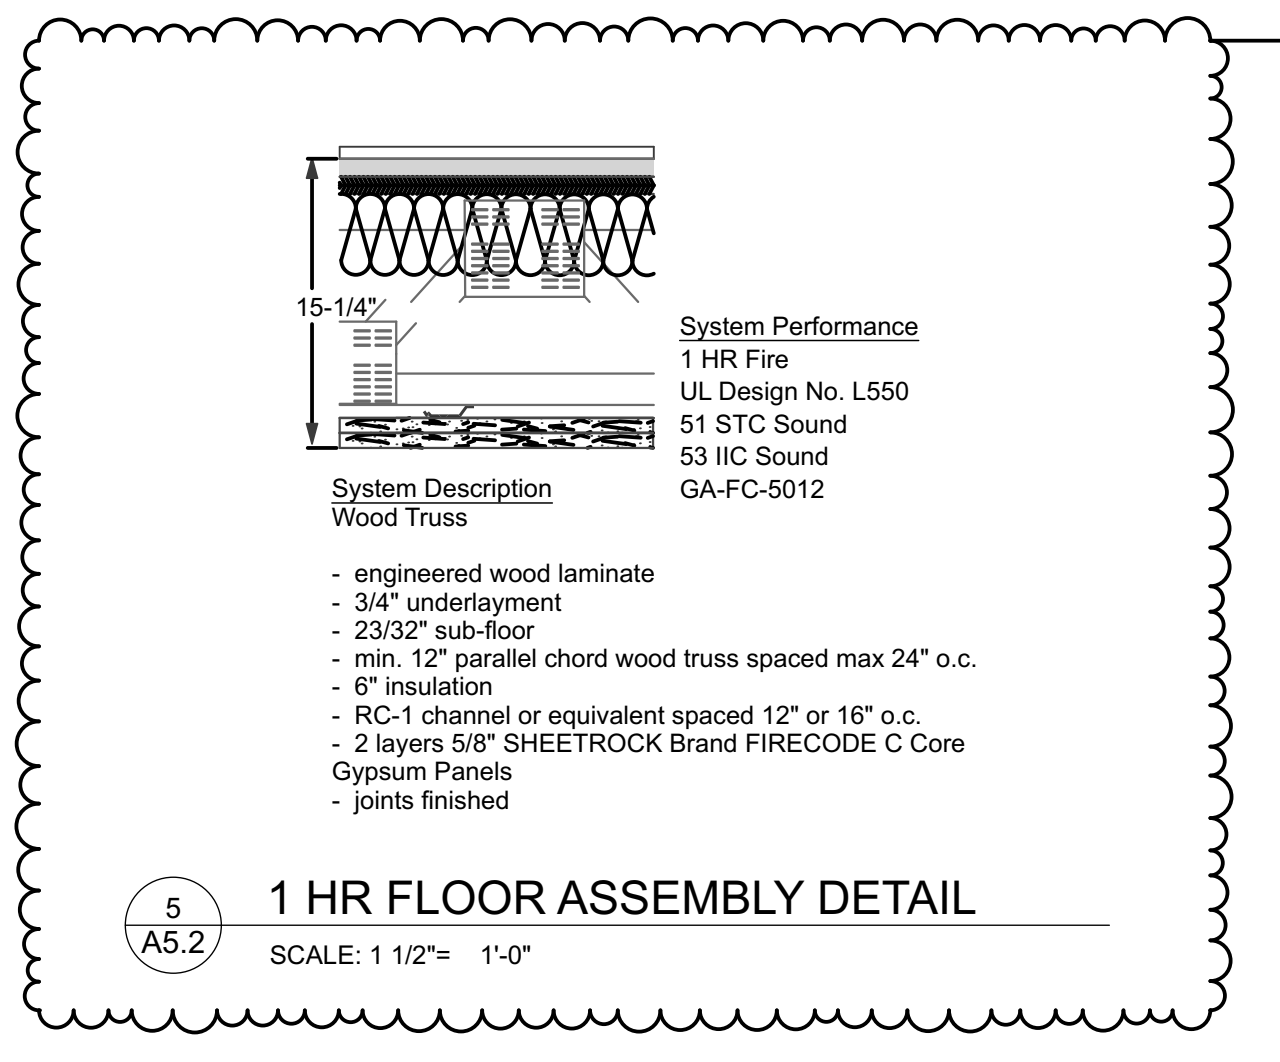 15-1/4"
System Performance
1 HR Fire
UL Design No. L550
51 STC Sound
53 IIC Sound
GA-FC-5012
System Description
Wood Truss
- engineered wood laminate
- 3/4" underlayment
- 23/32" sub-floor
- min. 12" parallel chord wood truss spaced max 24" o.c.
- 6" insulation
- RC-1 channel or equivalent spaced 12" or 16" o.c.
- 2 layers 5/8" SHEETROCK Brand FIRECODE C Core
Gypsum Panels
- joints finished
5
A5.2
1 HR FLOOR ASSEMBLY DETAIL
SCALE: 1 1/2"= 1'-0"